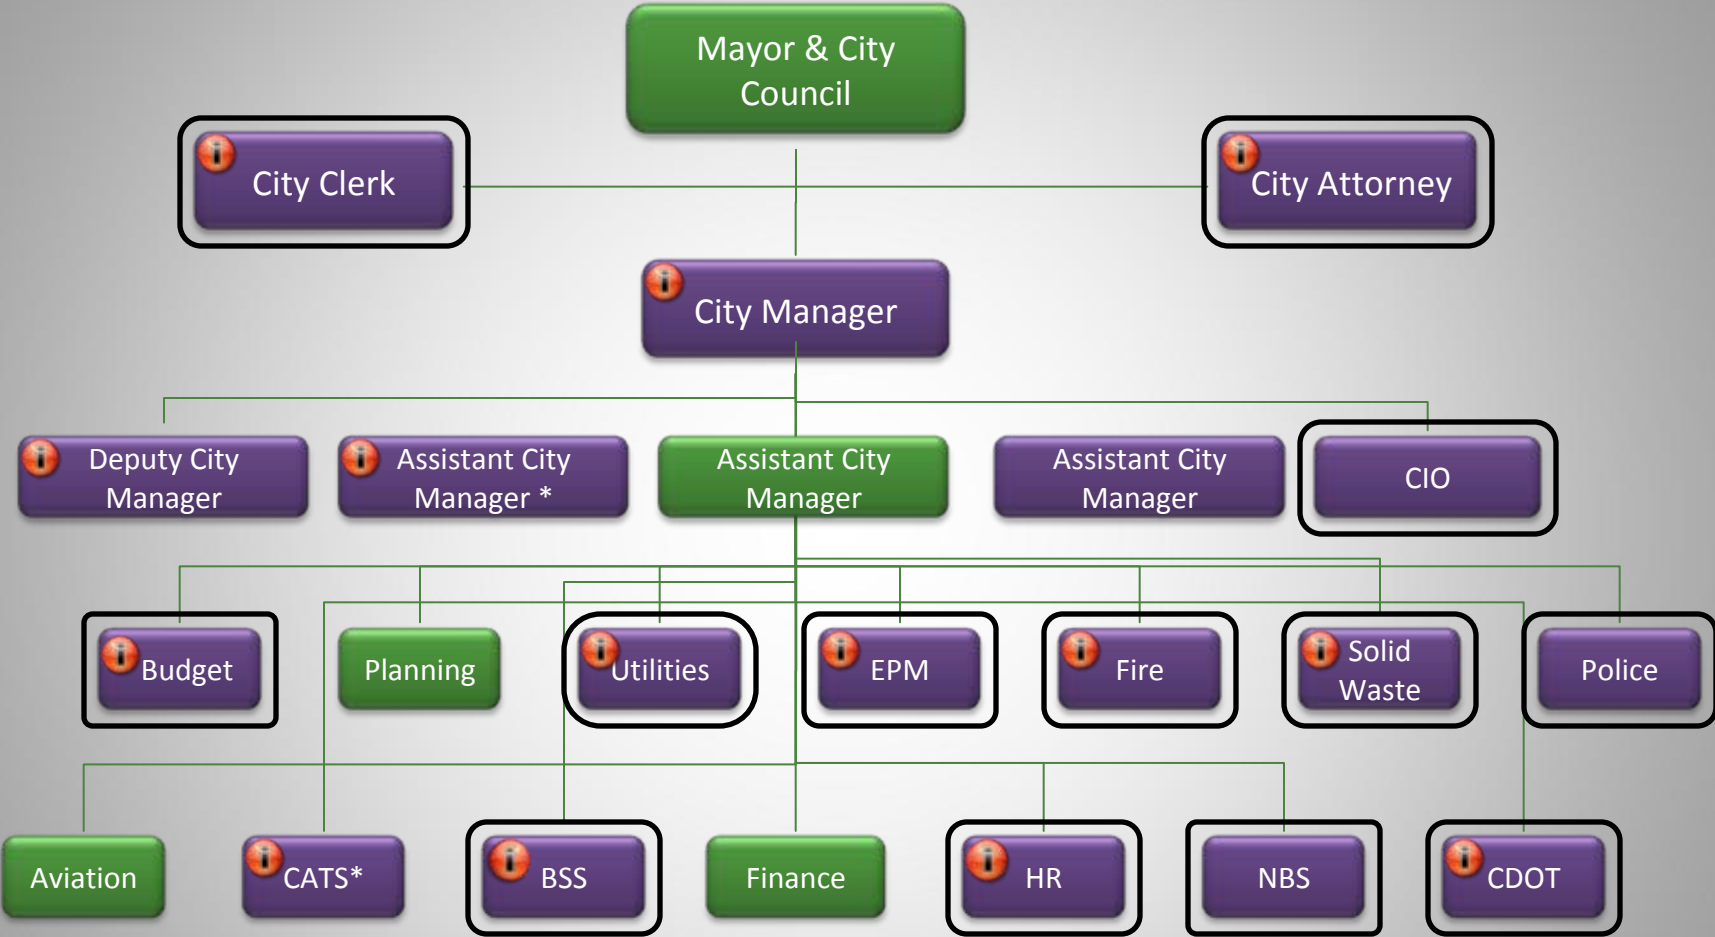 Mayor & City
Council
i
City Clerk
i
City Attorney
i
City Manager
i
Deputy City
Manager
i
Assistant City
Manager *
Assistant City
Manager
Assistant City
Manager
CIO
i
Budget
Planning
i
Utilities
i
EPM
i
Fire
i
Solid
Waste
Police
Aviation
i
CATS*
i
BSS
Finance
i
HR
NBS
i
CDOT